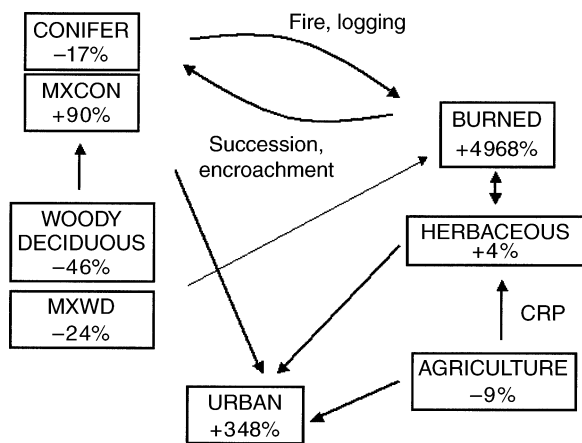 Fire, logging
CONIFER
−17%
MXCON
+90%
BURNED
+4968%
Succession,
encroachment
WOODY
DECIDUOUS
−46%
HERBACEOUS
+4%
MXWD
−24%
CRP
AGRICULTURE
−9%
URBAN
+348%